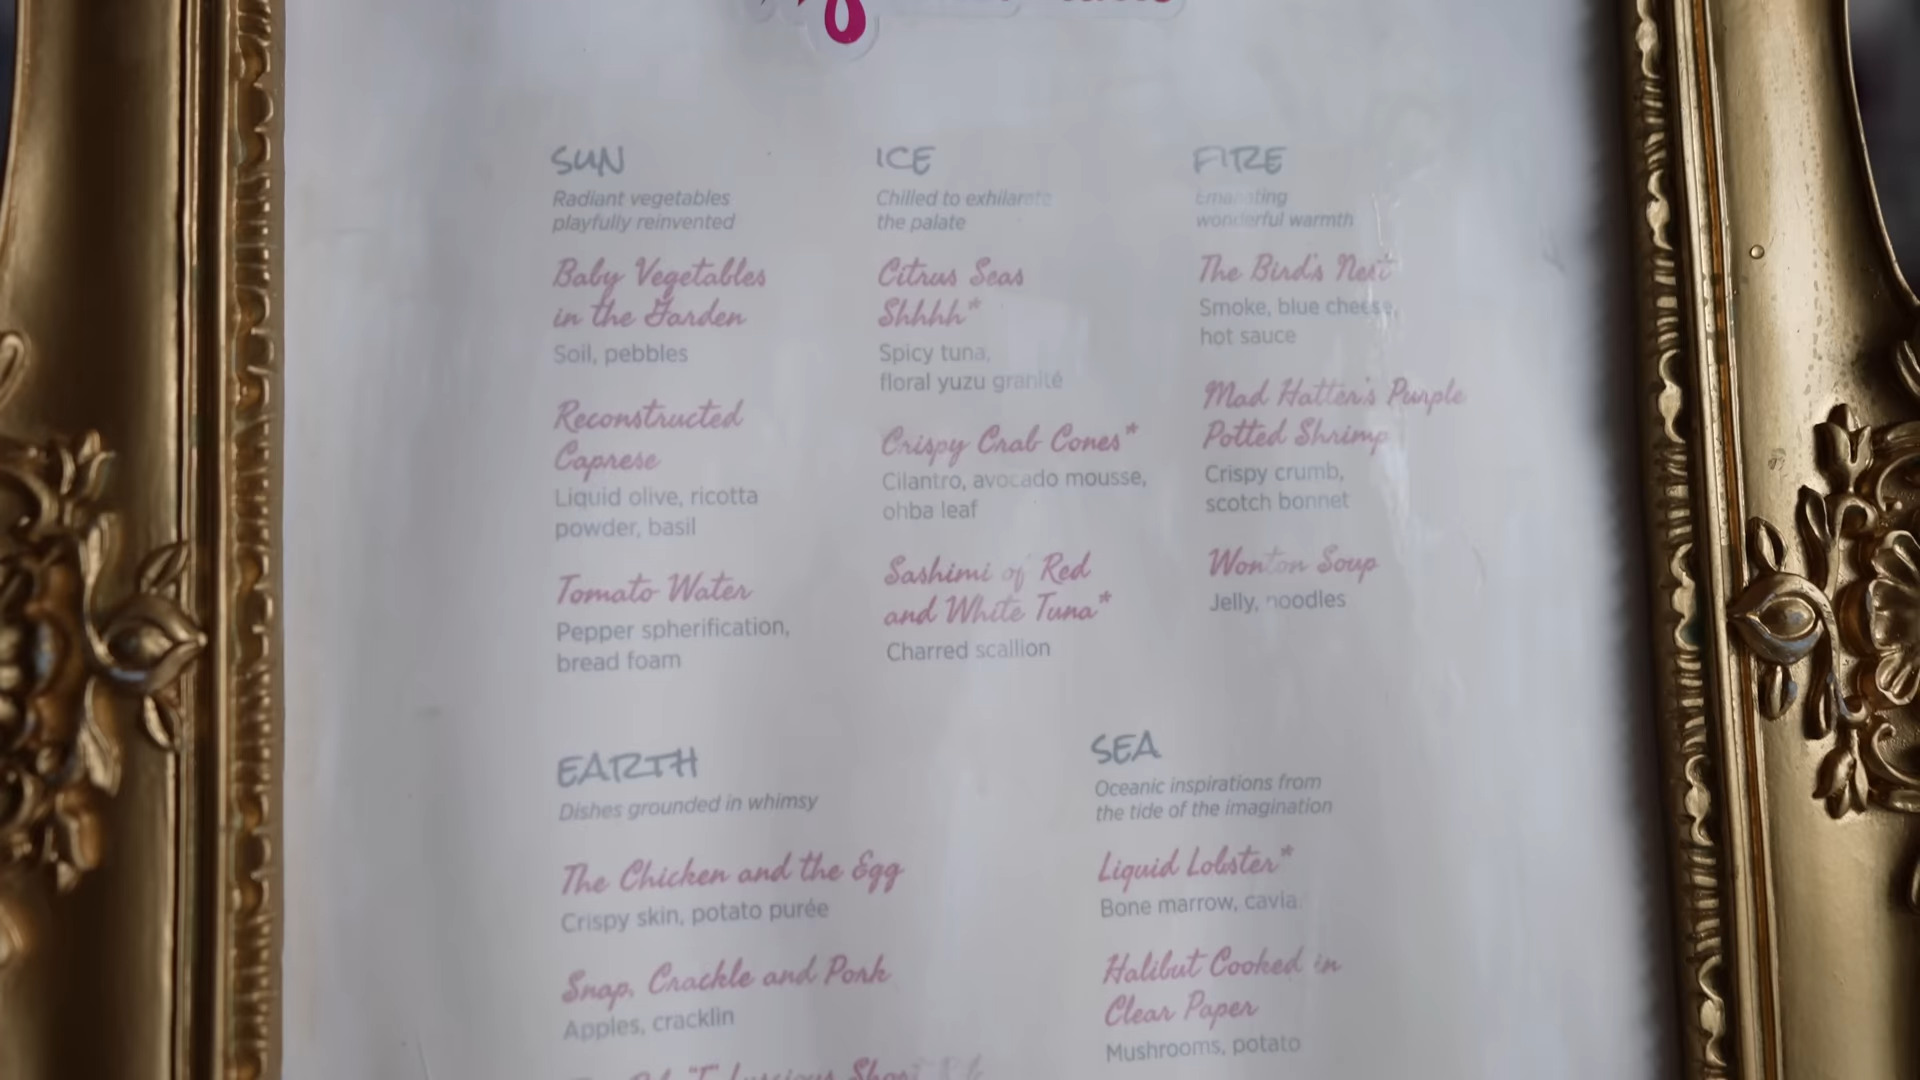 SUN
Radiant vegetables
playfully reinvented
Baby Vegetables
in the Garden
Soil, pebbles
Reconstructed
Caprese
Liquid olive, ricotta
powder, basil
Tomato Water
Pepper spherification,
bread foam
ICE
Chilled to exhilarate
the palate
Citrus Seas
Shhhh*
Spicy tuna,
floral yuzu granité
Crispy Crab Cones*
Cilantro, avocado mousse,
ohba leaf
Sashimi of Red
and White Tuna*
Charred scallion
FIRE
Emanating
wonderful warmth
The Bird's Nest
Smoke, blue cheese,
hot sauce
Mad Hatter's Purple
Potted Shrimp
Crispy crumb,
scotch bonnet
Wonton Soup
Jelly, noodles
EARTH
Dishes grounded in whimsy
The Chicken and the Egg
Crispy skin, potato purée
Snap, Crackle and Pork
Apples, cracklin
SEA
Oceanic inspirations from
the tide of the imagination
Liquid Lobster*
Bone marrow,
Halibut Cooked in
Clear Paper
Mushrooms, potato